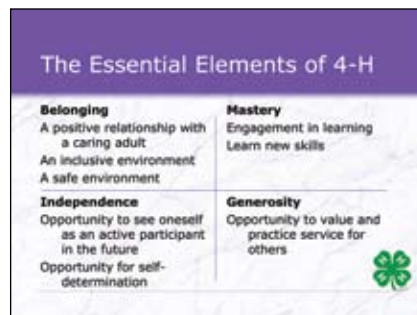 The Essential Elements of 4-H
Belonging
A positive relationship with
a caring adult
An inclusive environment
A safe environment
Mastery
Engagement in learning
Learn new skills
Independence
Opportunity to see oneself
as an active participant
in the future
Opportunity for self-
determination
Generosity
Opportunity to value and
practice service for
others
H H
H H